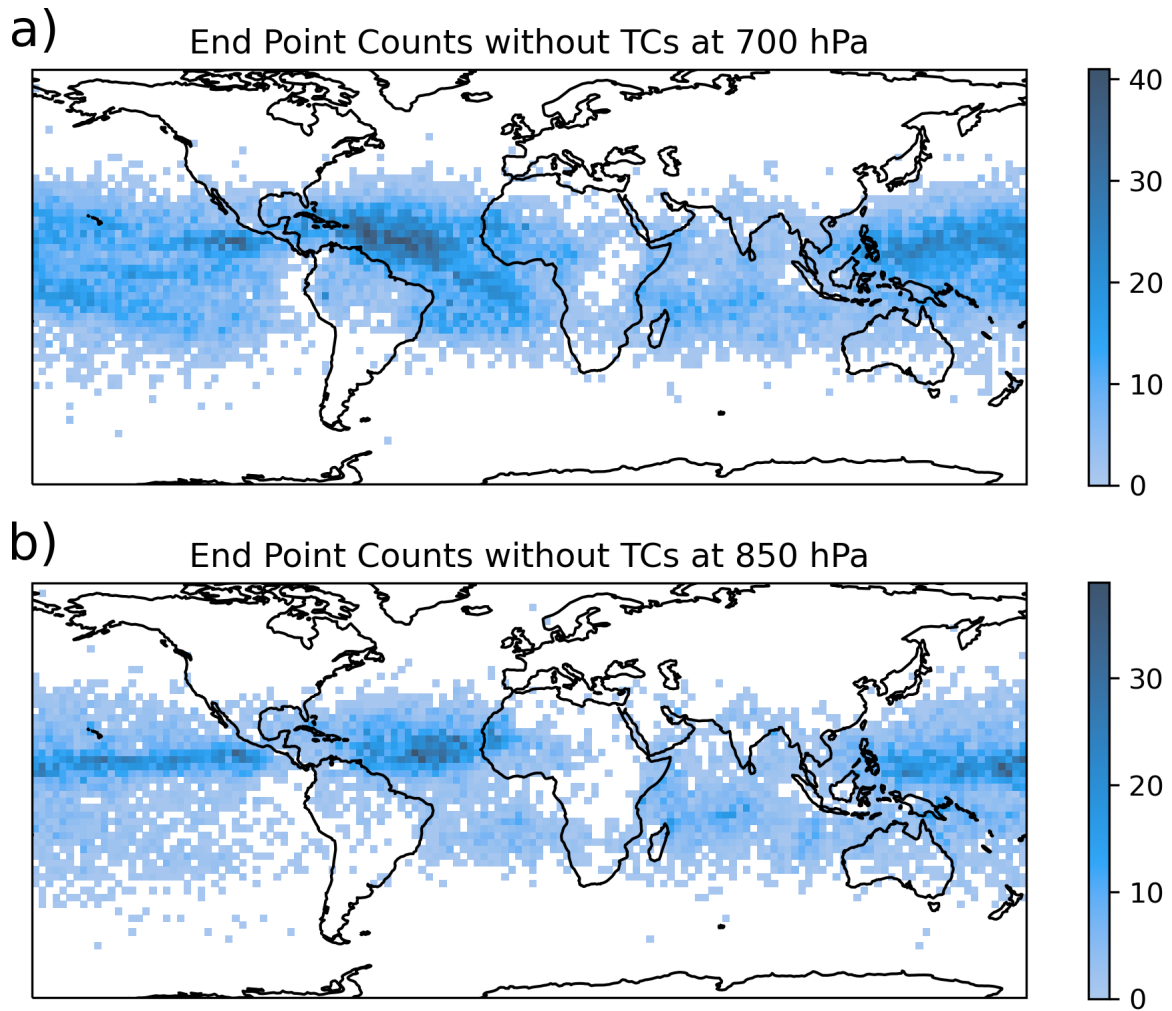 a)
End Point Counts without TCs at 700 hPa
40
30
20
10
0
b)
End Point Counts without TCs at 850 hPa
30
20
10
0